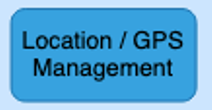 Location / GPS
Management